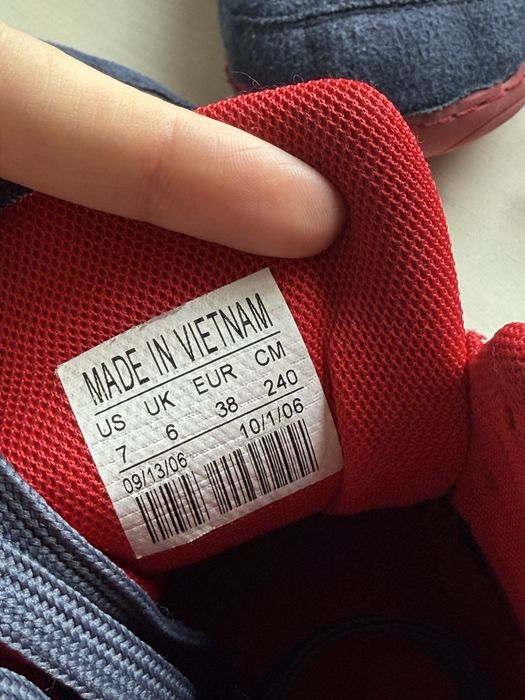 MADE IN VIETNAM
US UK EUR CM
7 6 38 240
09/13/06 10/1/06